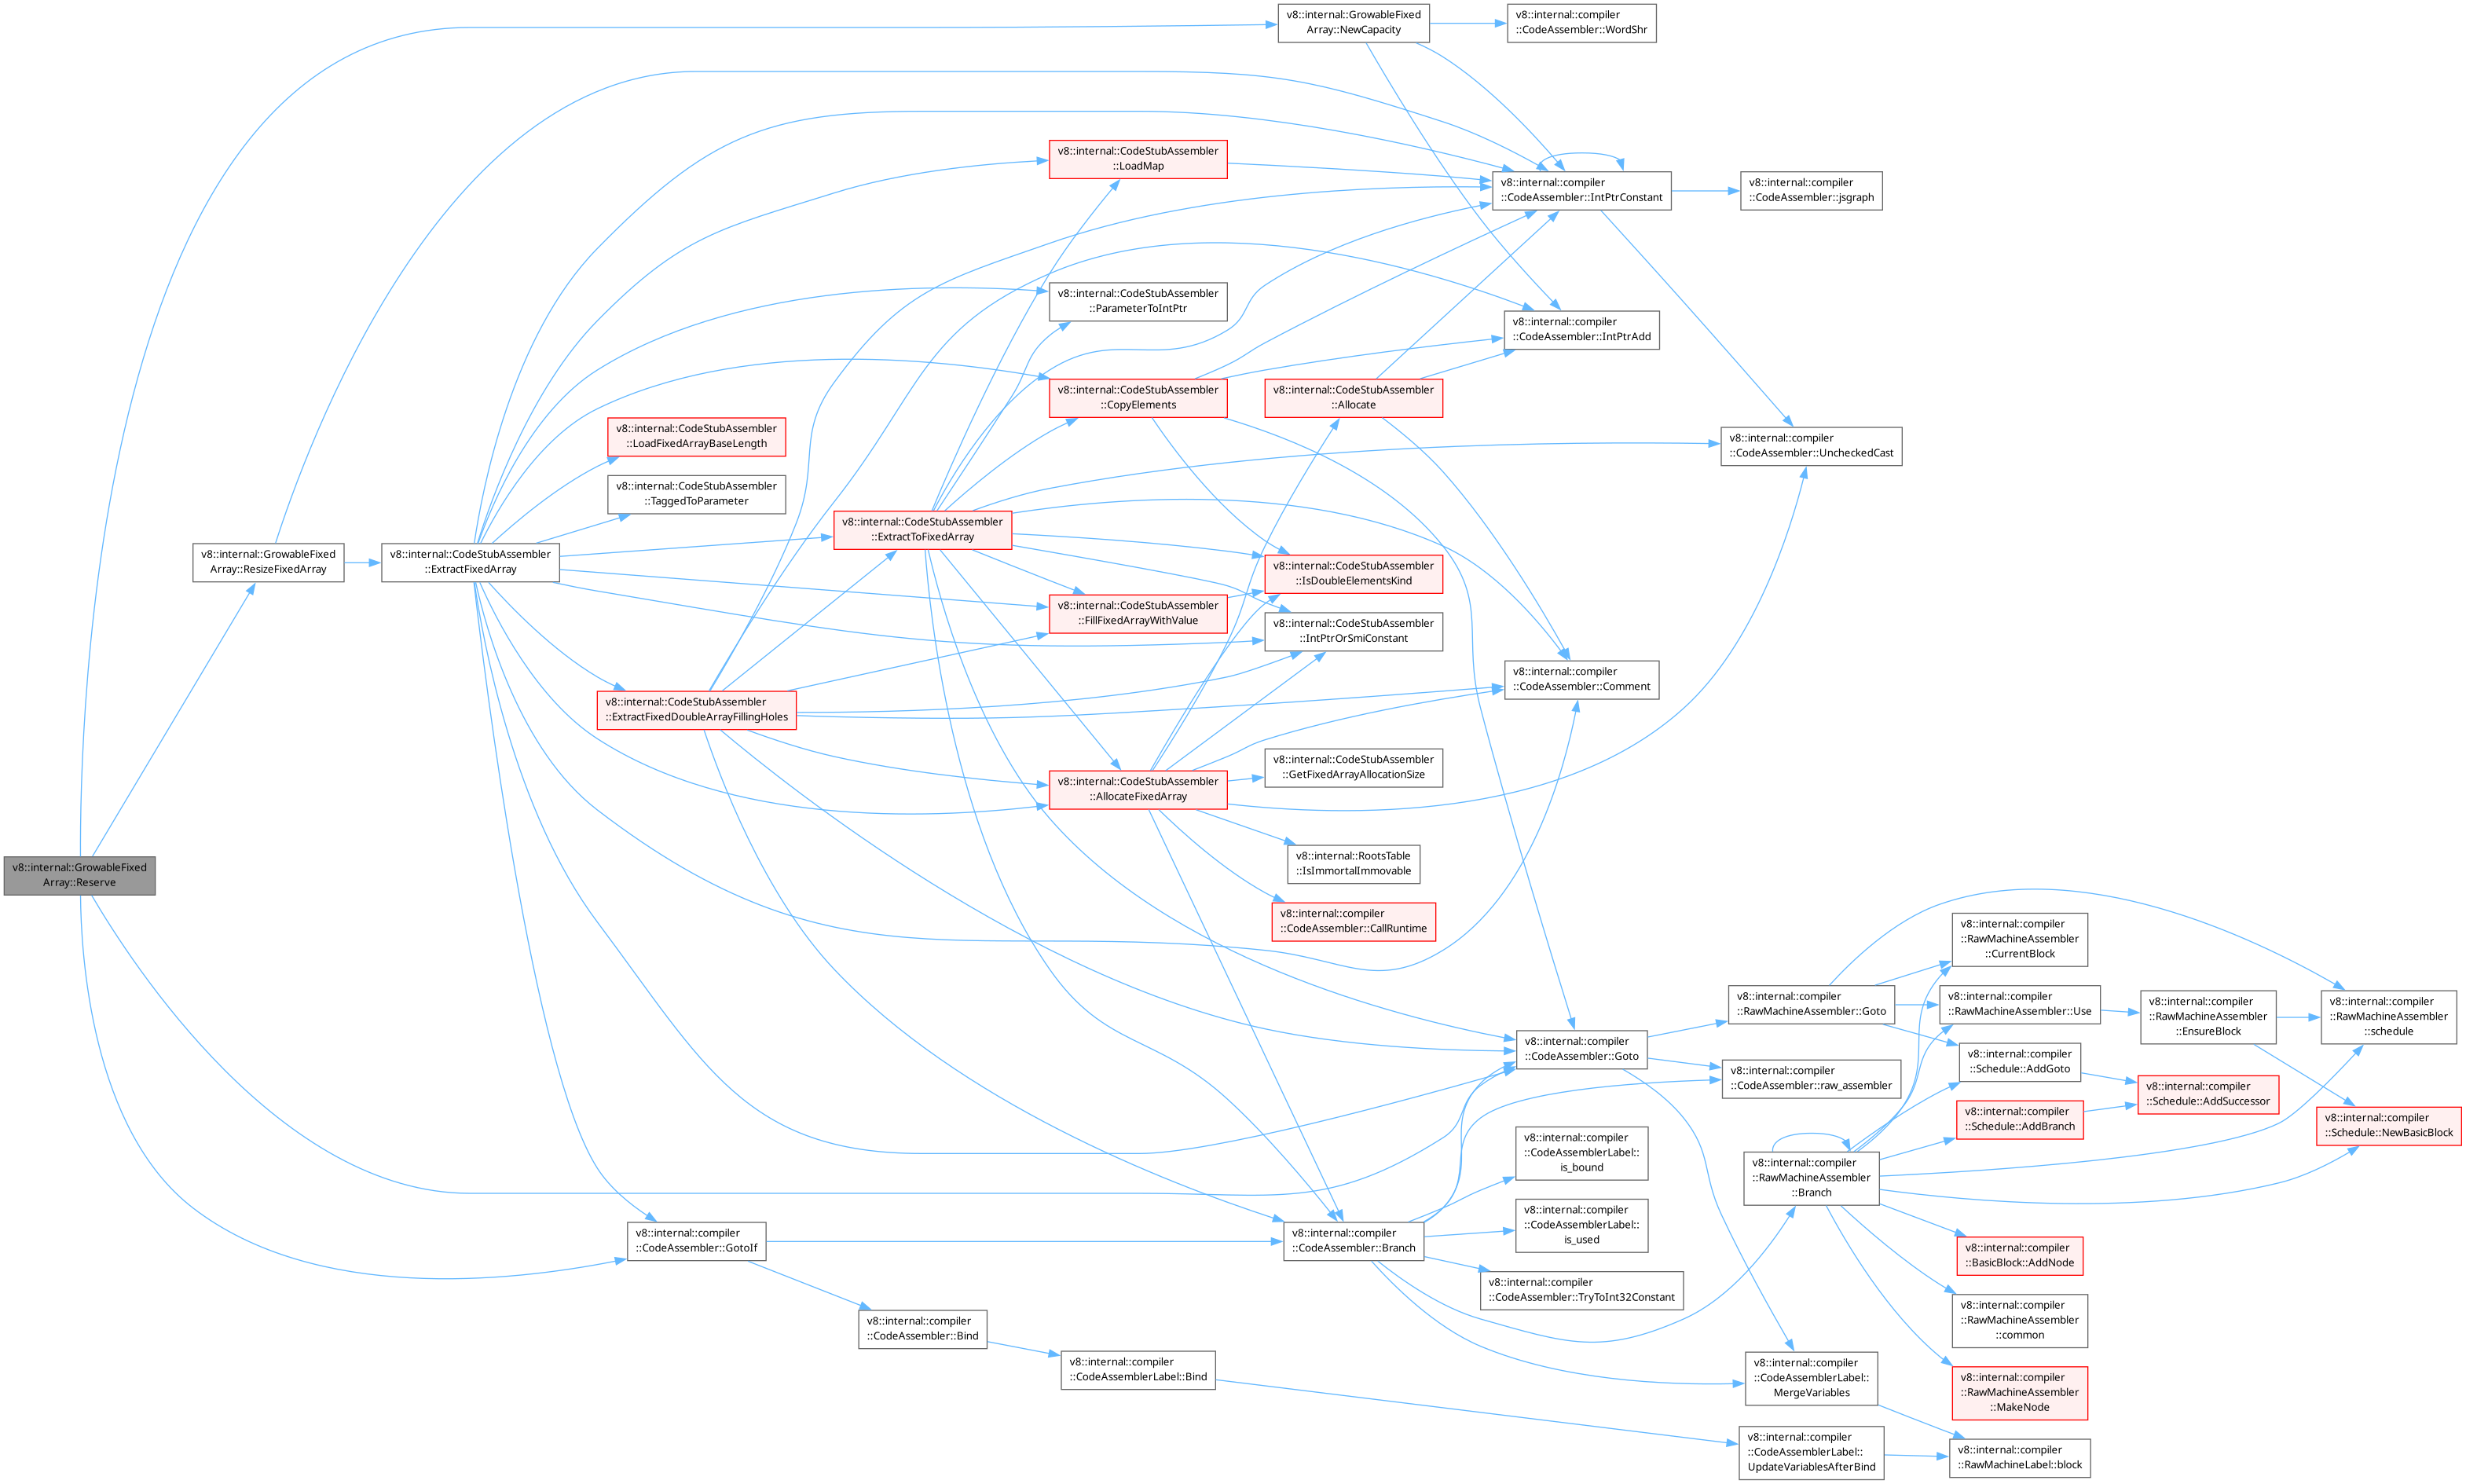 v8::internal::GrowableFixed
Array::Reserve
v8::internal::GrowableFixed
Array::ResizeFixedArray
v8::internal::CodeStubAssembler
::ExtractFixedArray
v8::internal::CodeStubAssembler
::LoadFixedArrayBaseLength
v8::internal::CodeStubAssembler
::TaggedToParameter
v8::internal::CodeStubAssembler
::ExtractFixedDoubleArrayFillingHoles
v8::internal::compiler
::CodeAssembler::GotoIf
v8::internal::CodeStubAssembler
::ExtractToFixedArray
v8::internal::compiler
::CodeAssembler::Bind
v8::internal::CodeStubAssembler
::LoadMap
v8::internal::CodeStubAssembler
::ParameterToIntPtr
v8::internal::CodeStubAssembler
::CopyElements
v8::internal::CodeStubAssembler
::FillFixedArrayWithValue
v8::internal::CodeStubAssembler
::AllocateFixedArray
v8::internal::compiler
::CodeAssemblerLabel::Bind
v8::internal::GrowableFixed
Array::NewCapacity
v8::internal::CodeStubAssembler
::Allocate
v8::internal::CodeStubAssembler
::IsDoubleElementsKind
v8::internal::CodeStubAssembler
::IntPtrOrSmiConstant
v8::internal::CodeStubAssembler
::GetFixedArrayAllocationSize
v8::internal::RootsTable
::IsImmortalImmovable
v8::internal::compiler
::CodeAssembler::CallRuntime
v8::internal::compiler
::CodeAssembler::Branch
v8::internal::compiler
::CodeAssembler::WordShr
v8::internal::compiler
::CodeAssembler::IntPtrConstant
v8::internal::compiler
::CodeAssembler::IntPtrAdd
v8::internal::compiler
::CodeAssembler::Comment
v8::internal::compiler
::CodeAssembler::Goto
v8::internal::compiler
::CodeAssemblerLabel::
is_bound
v8::internal::compiler
::CodeAssemblerLabel::
is_used
v8::internal::compiler
::CodeAssembler::TryToInt32Constant
v8::internal::compiler
::CodeAssembler::jsgraph
v8::internal::compiler
::CodeAssembler::UncheckedCast
v8::internal::compiler
::RawMachineAssembler::Goto
v8::internal::compiler
::CodeAssembler::raw_assembler
v8::internal::compiler
::RawMachineAssembler
::Branch
v8::internal::compiler
::CodeAssemblerLabel::
MergeVariables
v8::internal::compiler
::CodeAssemblerLabel::
UpdateVariablesAfterBind
v8::internal::compiler
::RawMachineAssembler
::CurrentBlock
v8::internal::compiler
::RawMachineAssembler::Use
v8::internal::compiler
::Schedule::AddGoto
v8::internal::compiler
::Schedule::AddBranch
v8::internal::compiler
::BasicBlock::AddNode
v8::internal::compiler
::RawMachineAssembler
::common
v8::internal::compiler
::RawMachineAssembler
::MakeNode
v8::internal::compiler
::RawMachineLabel::block
v8::internal::compiler
::RawMachineAssembler
::EnsureBlock
v8::internal::compiler
::Schedule::AddSuccessor
v8::internal::compiler
::RawMachineAssembler
::schedule
v8::internal::compiler
::Schedule::NewBasicBlock